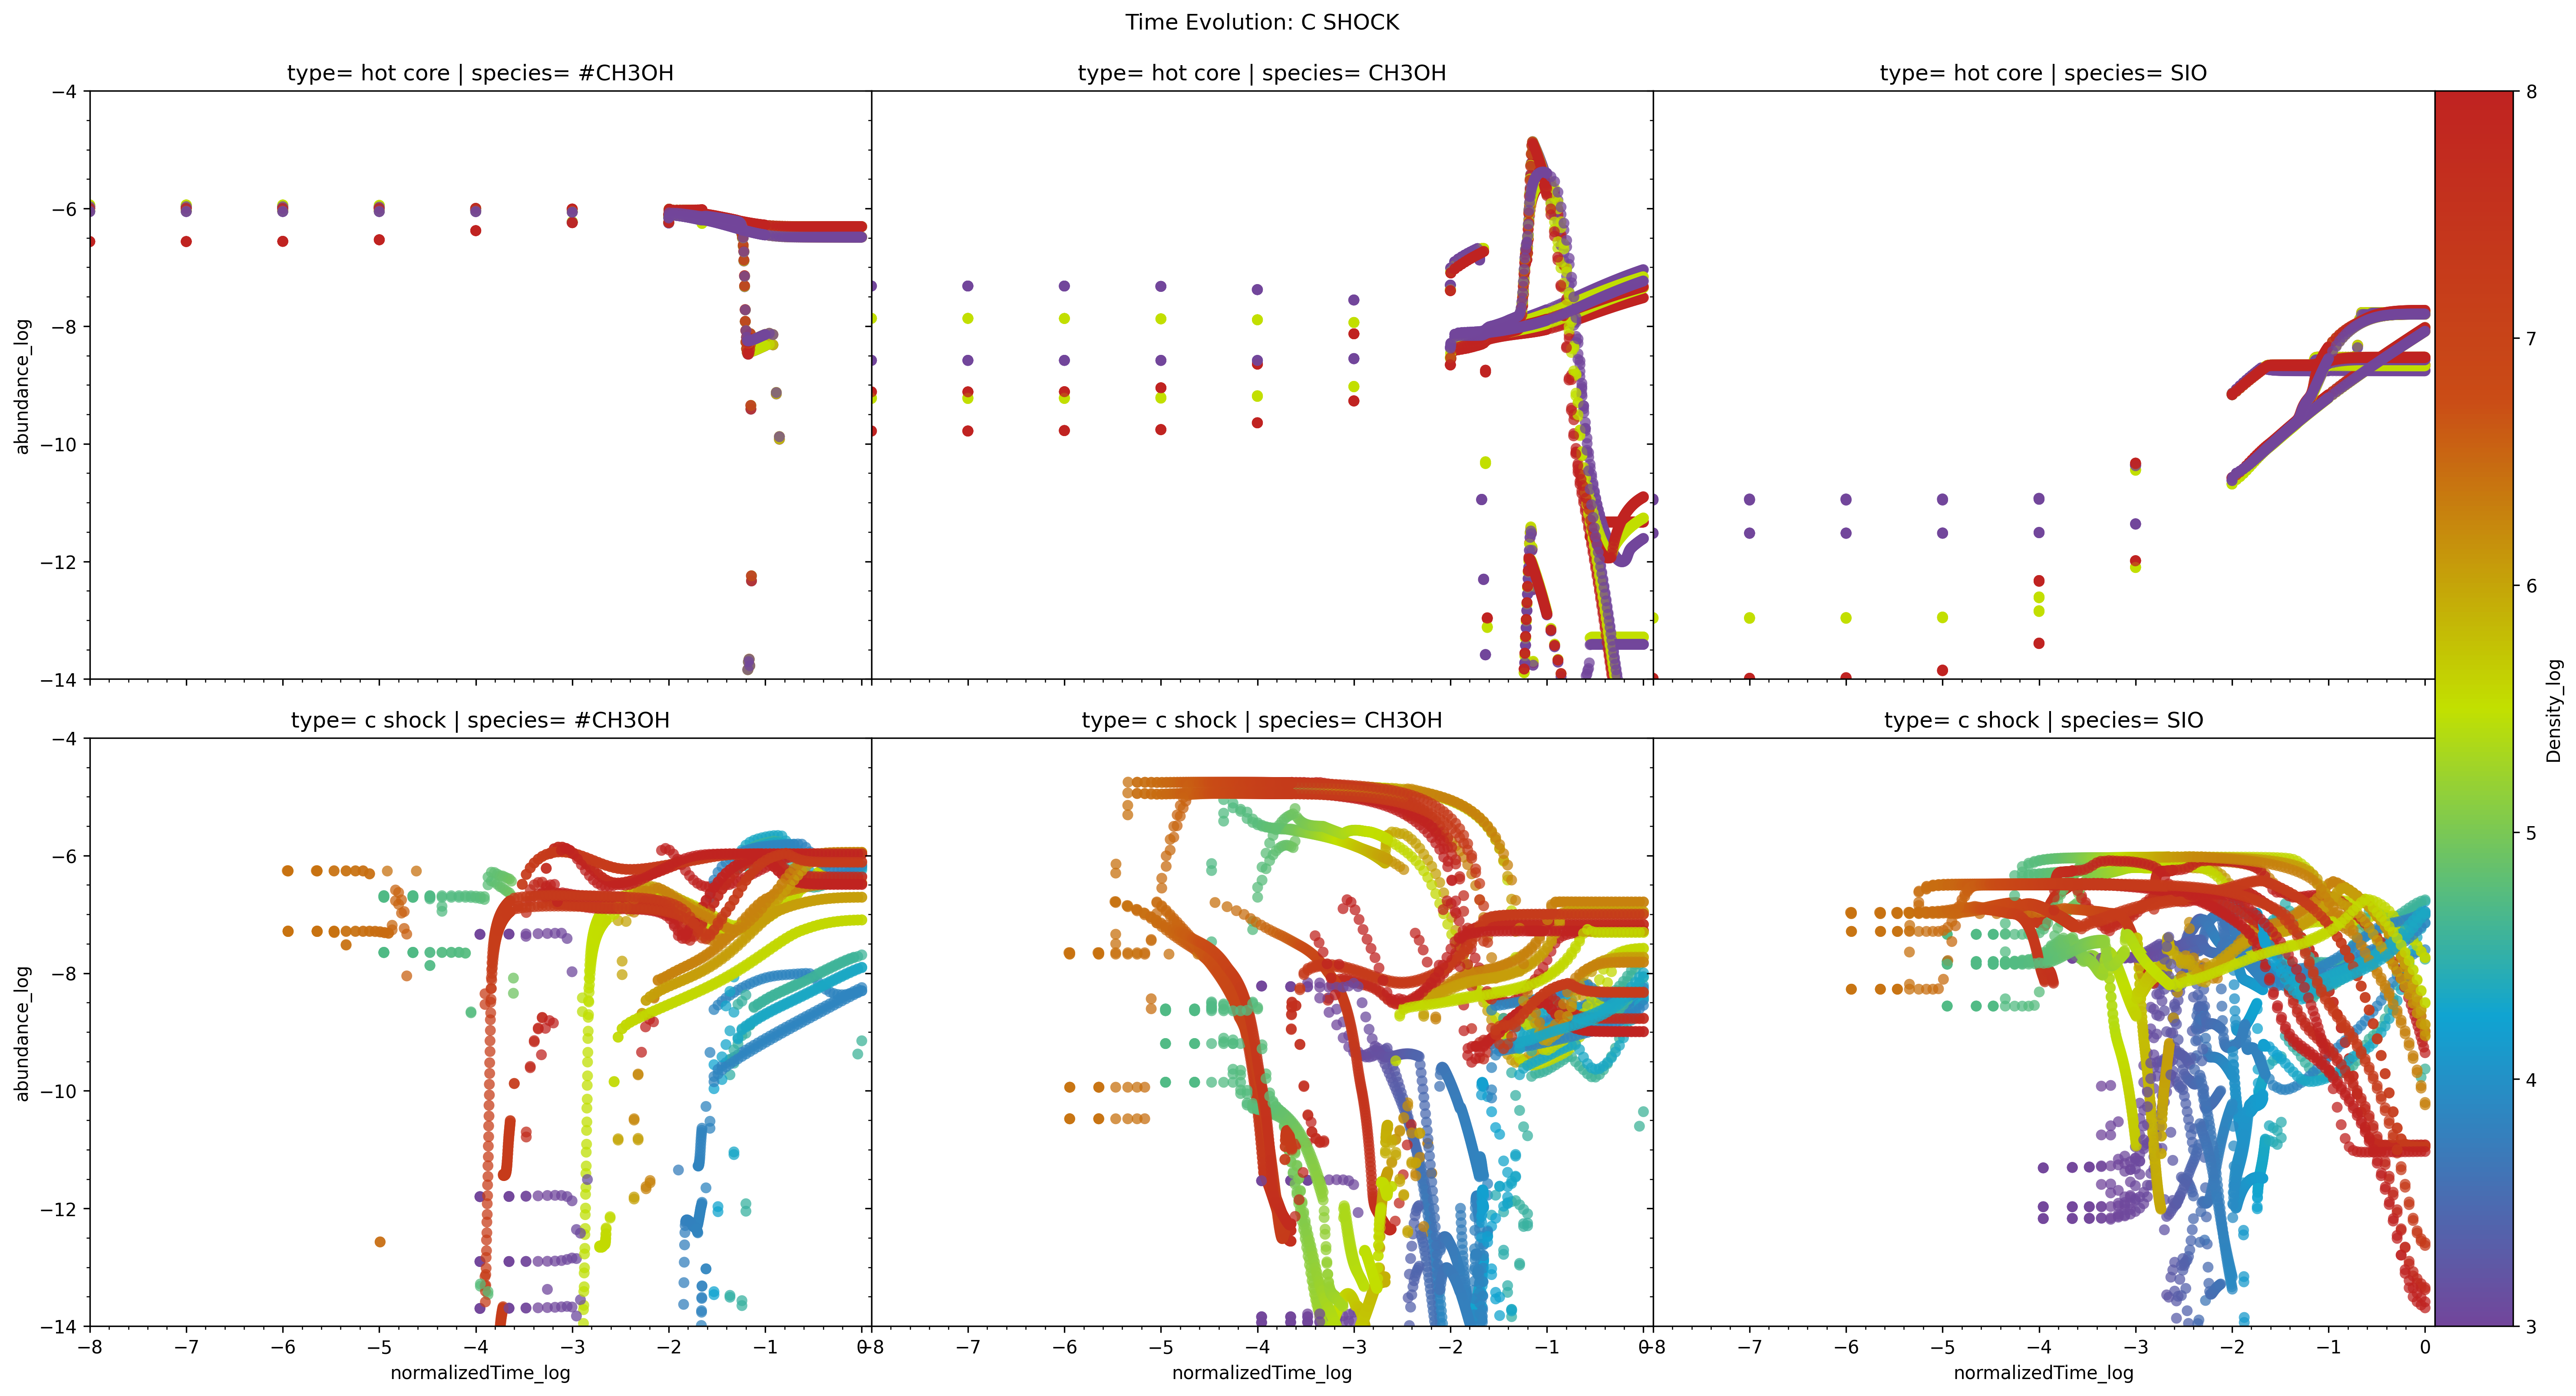 Time Evolution: C SHOCK
type= hot core | species= #CH3OH
type= hot core | species= CH3OH
type= hot core | species= SIO
−4
−6
−8
−10
−12
−14
abundance_log
8
7
6
5
4
3
Density_log
type= c shock | species= #CH3OH
type= c shock | species= CH3OH
type= c shock | species= SIO
−4
−6
−8
−10
−12
−14
abundance_log
−8 −7 −6 −5 −4 −3 −2 −1 0
−8 −7 −6 −5 −4 −3 −2 −1 0
−8 −7 −6 −5 −4 −3 −2 −1 0
normalizedTime_log
normalizedTime_log
normalizedTime_log